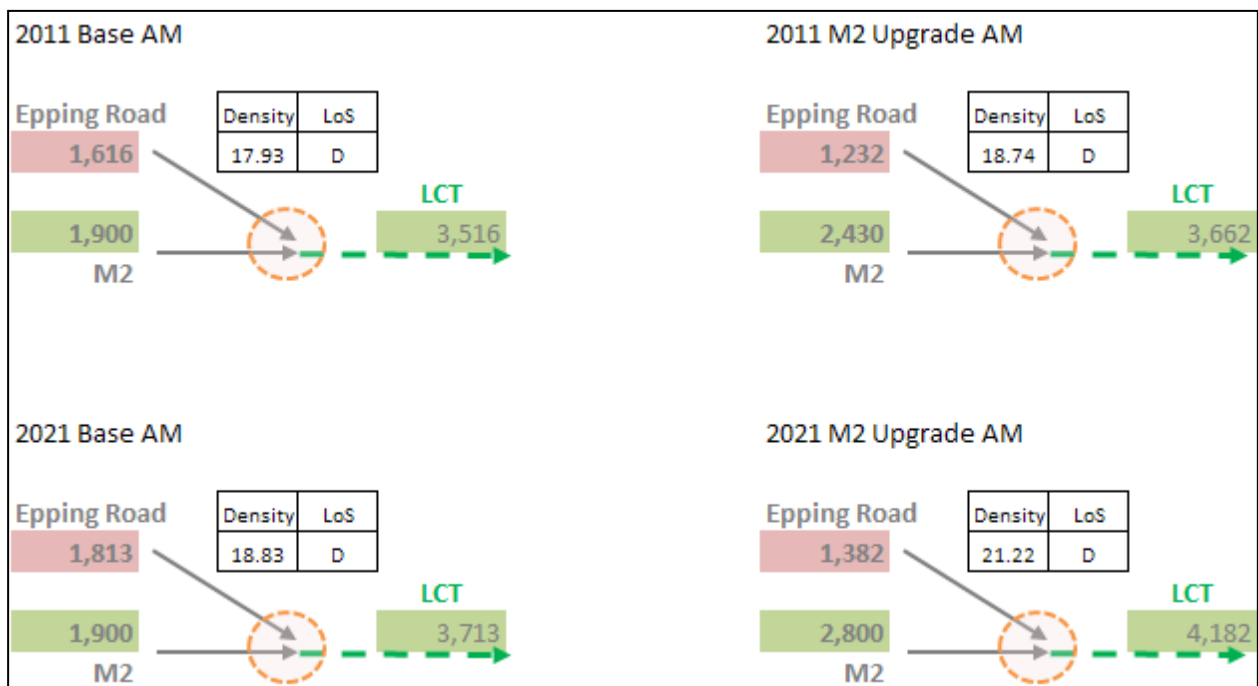 2011 Base AM
Epping Road
Density LoS
1,616
17.93 D
LCT
1,900
3,516
M2
2011 M2 Upgrade AM
Epping Road
Density LoS
1,232
18.74 D
LCT
2,430
3,662
M2
2021 Base AM
Epping Road
Density LoS
1,813
18.83 D
LCT
1,900
3,713
M2
2021 M2 Upgrade AM
Epping Road
Density LoS
1,382
21.22 D
LCT
2,800
4,182
M2